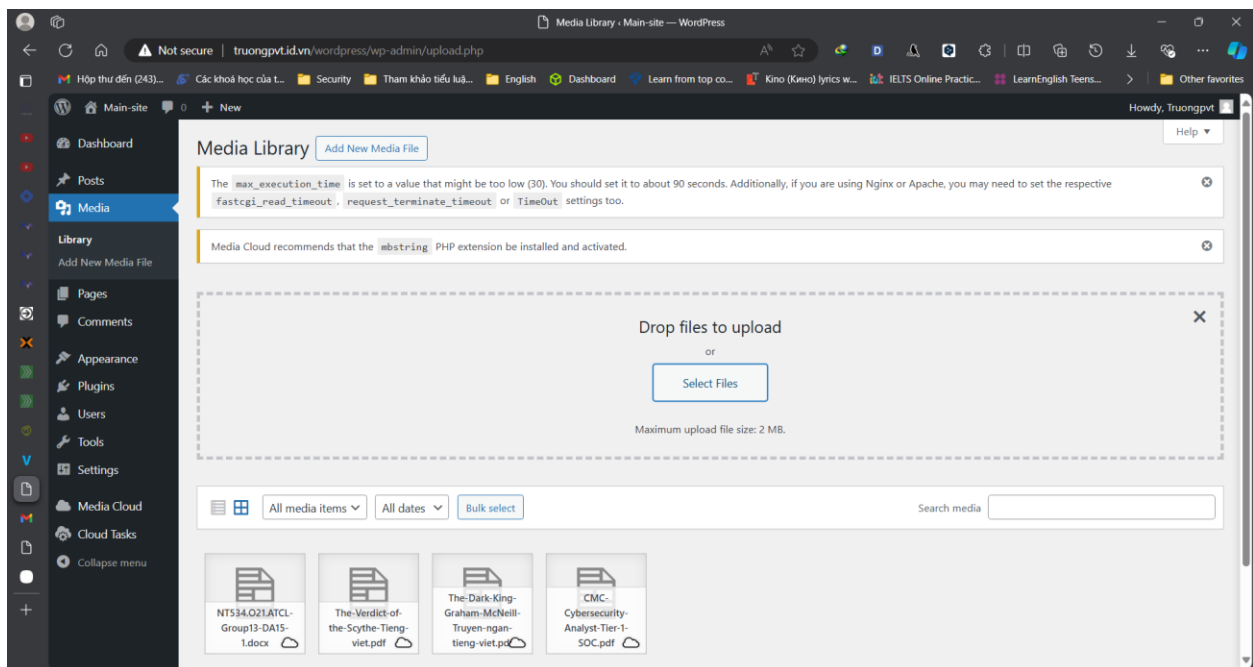 Media Library ‹ Main-site — WordPress
Not secure | truongpvt.id.vn/wordpress/wp-admin/upload.php
Hộp thư đến (243)... Các khoá học của t... Security Tham khảo tiểu luậ... English Dashboard Learn from top co... Kino (Кино) lyrics w... IELTS Online Practic... LearnEnglish Teens... Other favorites
Main-site 0 + New Howdy, Truongpvt
Help ▼
Dashboard
Posts
Media
Library
Add New Media File
Pages
Comments
Appearance
Plugins
Users
Tools
Settings
Media Cloud
Cloud Tasks
Collapse menu
Media Library Add New Media File
The max_execution_time is set to a value that might be too low (30). You should set it to about 90 seconds. Additionally, if you are using Nginx or Apache, you may need to set the respective
fastcgi_read_timeout , request_terminate_timeout or TimeOut settings too.
Media Cloud recommends that the mbstring PHP extension be installed and activated.
Drop files to upload
or
Select Files
Maximum upload file size: 2 MB.
All media items All dates Bulk select Search media
NT534.O21.ATCL-
Group13-DA15-
1.docx
The-Verdict-of-
the-Scythe-Tieng-
viet.pdf
The-Dark-King-
Graham-McNeill-
Truyen-ngan-
tieng-viet.pdf
CMC-
Cybersecurity-
Analyst-Tier-1-
SOC.pdf